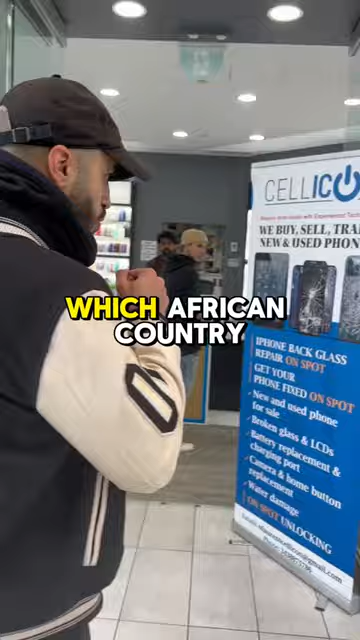 WHICH AFRICAN
COUNTRY
CELLICO
WE BUY, SELL, TRA
NEW & USED PHON
IPHONE BACK GLASS
REPAIR ON SPOT
GET YOUR
PHONE FIXED ON SPOT
New and used phone
for sale
Broken glass & LCDs
Battery replacement &
charging port
Camera & home button
replacement
Water damage
ON SPOT UNLOCKING